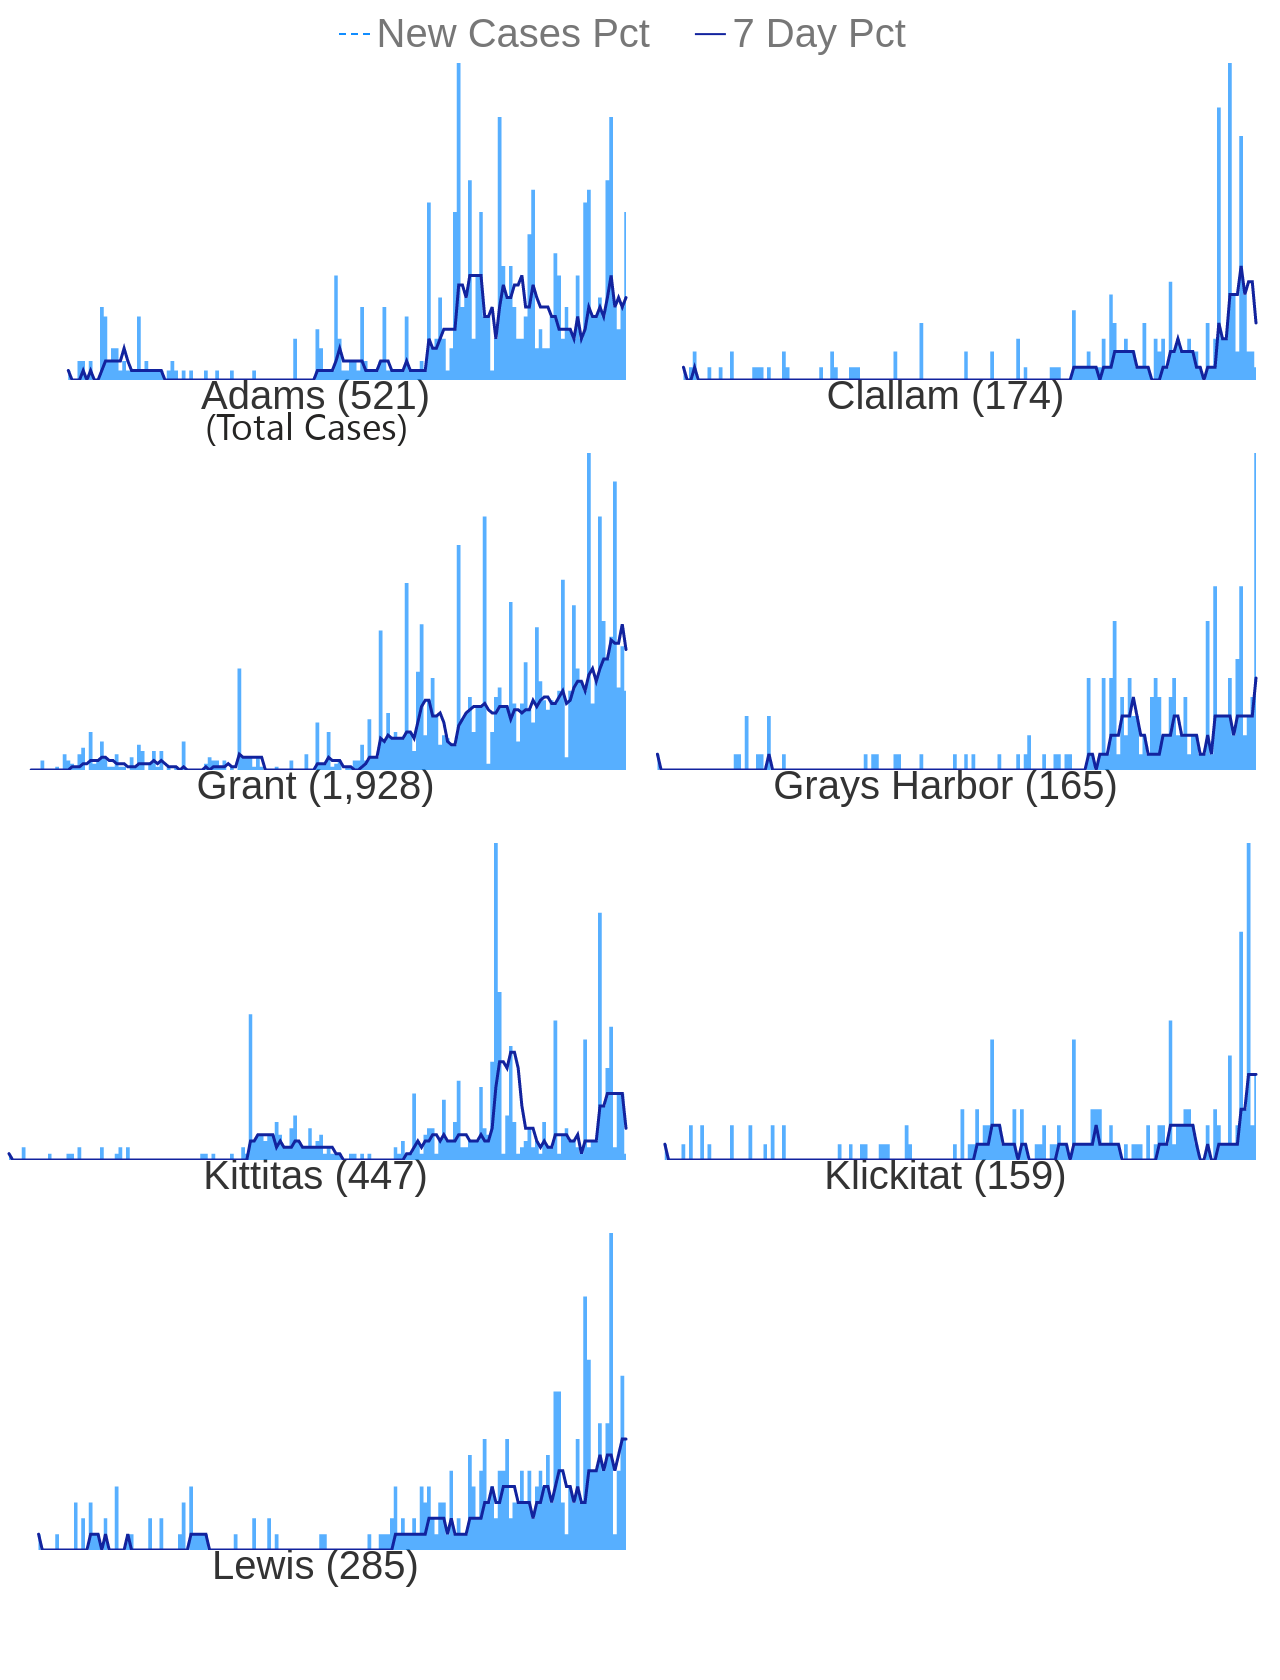 New Cases Pct 7 Day Pct
Adams (521)
(Total Cases)
Clallam (174)
Grant (1,928)
Grays Harbor (165)
Kittitas (447)
Klickitat (159)
Lewis (285)